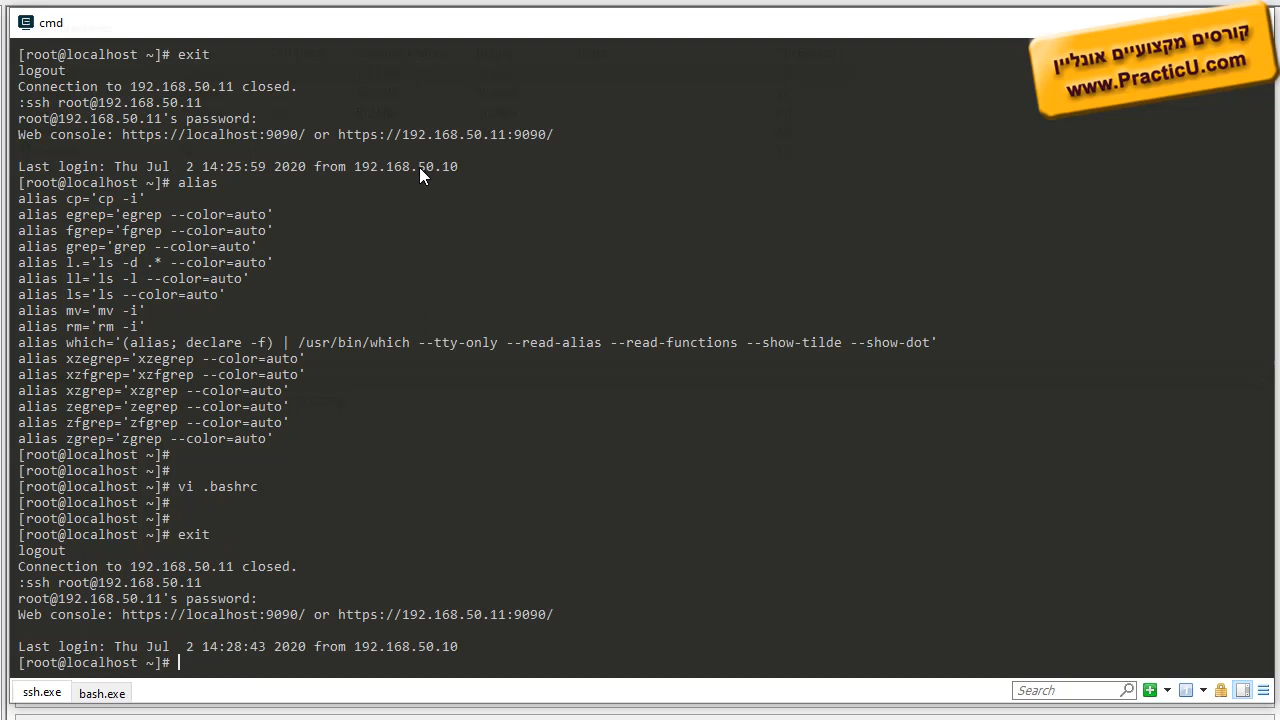 cmd
קורסים מקצועיים אונליין
www.PracticU.com
[root@localhost ~]# exit
logout
Connection to 192.168.50.11 closed.
:ssh root@192.168.50.11
root@192.168.50.11's password:
Web console: https://localhost:9090/ or https://192.168.50.11:9090/
Last login: Thu Jul  2 14:25:59 2020 from 192.168.50.10
[root@localhost ~]# alias
alias cp='cp -i'
alias egrep='egrep --color=auto'
alias fgrep='fgrep --color=auto'
alias grep='grep --color=auto'
alias l.='ls -d .* --color=auto'
alias ll='ls -l --color=auto'
alias ls='ls --color=auto'
alias mv='mv -i'
alias rm='rm -i'
alias which='(alias; declare -f) | /usr/bin/which --tty-only --read-alias --read-functions --show-tilde --show-dot'
alias xzegrep='xzegrep --color=auto'
alias xzfgrep='xzfgrep --color=auto'
alias xzgrep='xzgrep --color=auto'
alias zegrep='zegrep --color=auto'
alias zfgrep='zfgrep --color=auto'
alias zgrep='zgrep --color=auto'
[root@localhost ~]#
[root@localhost ~]#
[root@localhost ~]# vi .bashrc
[root@localhost ~]#
[root@localhost ~]#
[root@localhost ~]# exit
logout
Connection to 192.168.50.11 closed.
:ssh root@192.168.50.11
root@192.168.50.11's password:
Web console: https://localhost:9090/ or https://192.168.50.11:9090/
Last login: Thu Jul  2 14:28:43 2020 from 192.168.50.10
[root@localhost ~]#
ssh.exe bash.exe Search